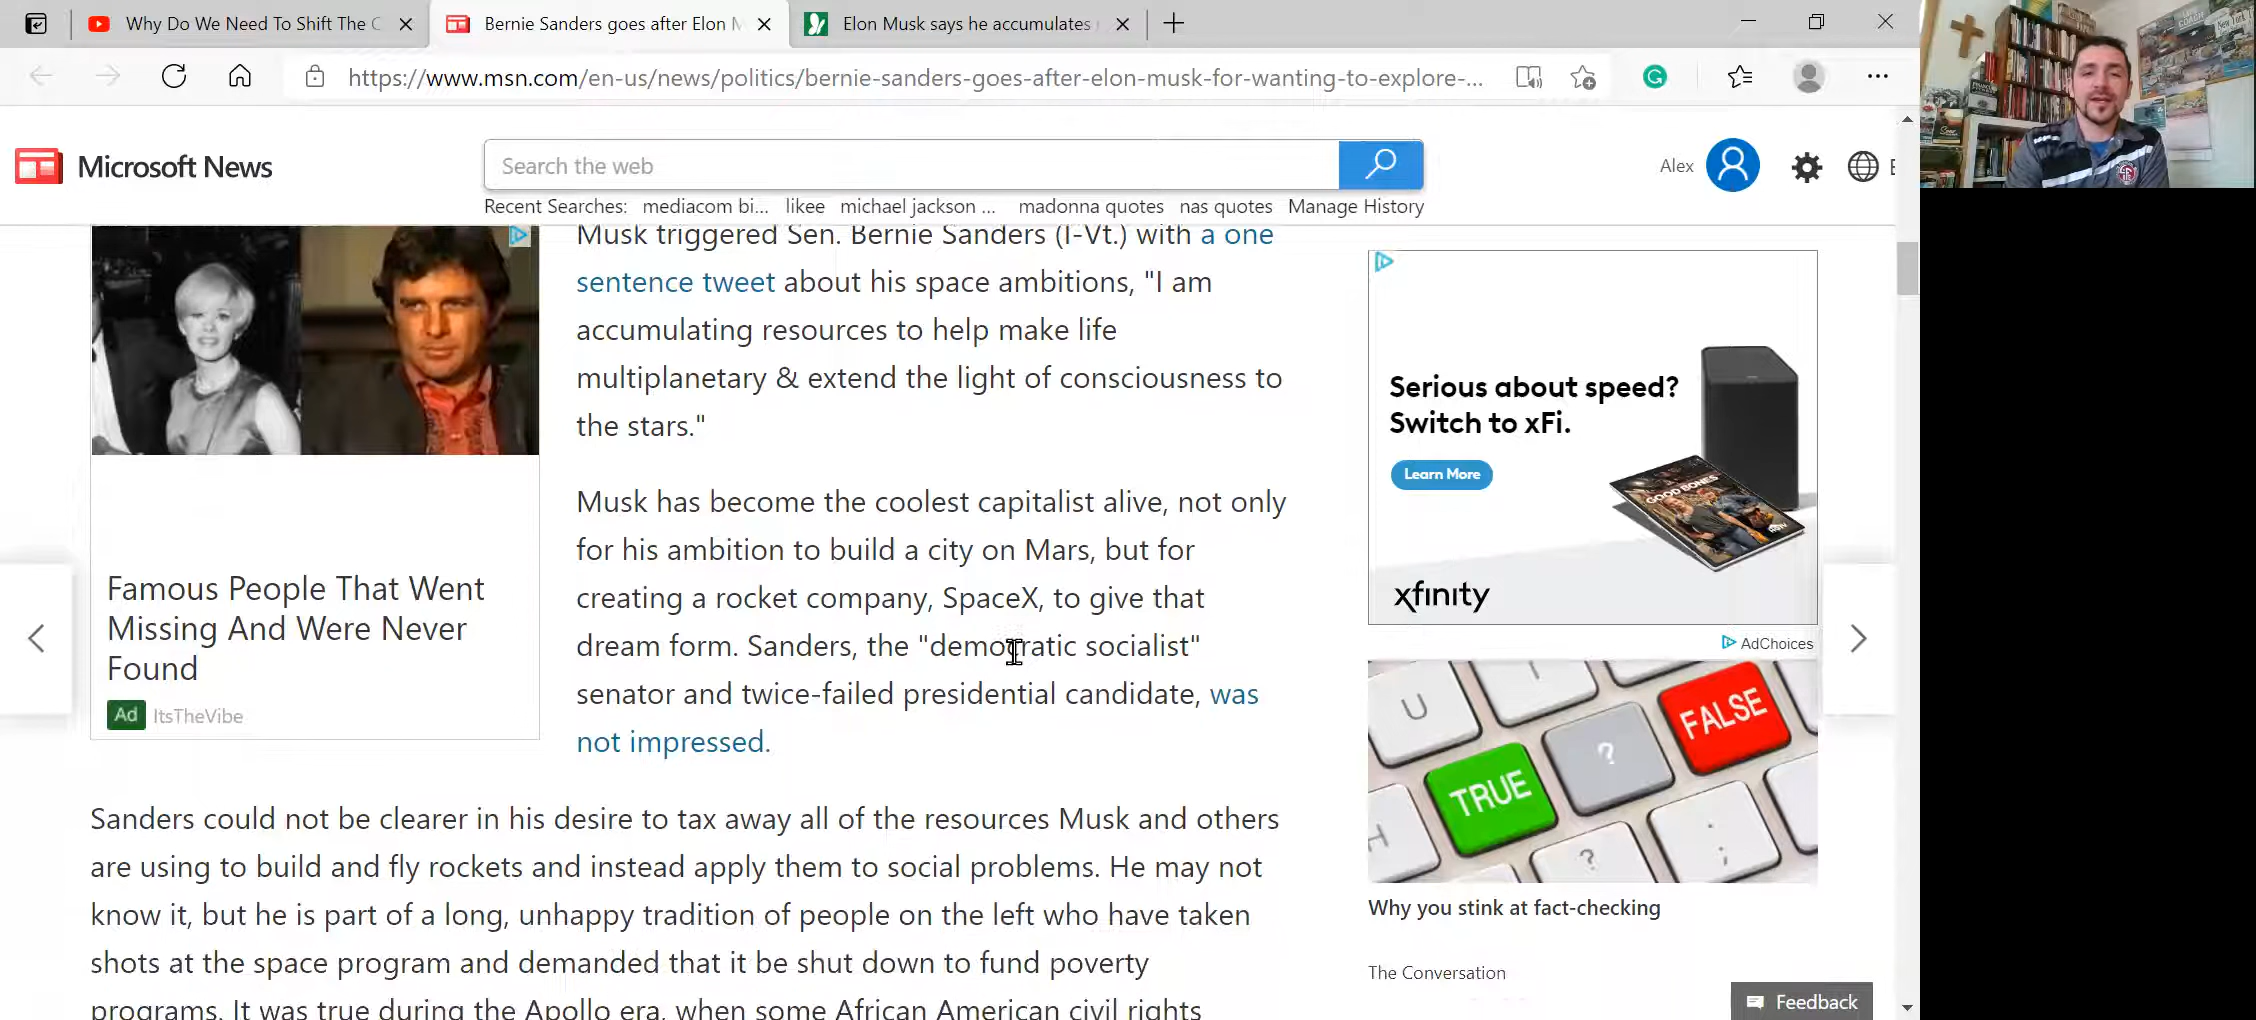 Why Do We Need To Shift The C
Bernie Sanders goes after Elon M
Elon Musk says he accumulates
https://www.msn.com/en-us/news/politics/bernie-sanders-goes-after-elon-musk-for-wanting-to-explore-...
Microsoft News
Search the web
Alex
Recent Searches: mediacom bi... likee michael jackson ... madonna quotes nas quotes Manage History
Musk triggered Sen. Bernie Sanders (I-Vt.) with a one
sentence tweet about his space ambitions, "I am
accumulating resources to help make life
multiplanetary & extend the light of consciousness to
the stars."
Musk has become the coolest capitalist alive, not only
for his ambition to build a city on Mars, but for
creating a rocket company, SpaceX, to give that
dream form. Sanders, the "democratic socialist"
senator and twice-failed presidential candidate, was
not impressed.
Famous People That Went
Missing And Were Never
Found
Ad ItsTheVibe
Sanders could not be clearer in his desire to tax away all of the resources Musk and others
are using to build and fly rockets and instead apply them to social problems. He may not
know it, but he is part of a long, unhappy tradition of people on the left who have taken
shots at the space program and demanded that it be shut down to fund poverty
programs. It was true during the Apollo era, when some African American civil rights
Serious about speed?
Switch to xFi.
Learn More
GOOD BONES
xfinity
AdChoices
U
I
FALSE
?
TRUE
H
?
;
Why you stink at fact-checking
The Conversation
Feedback